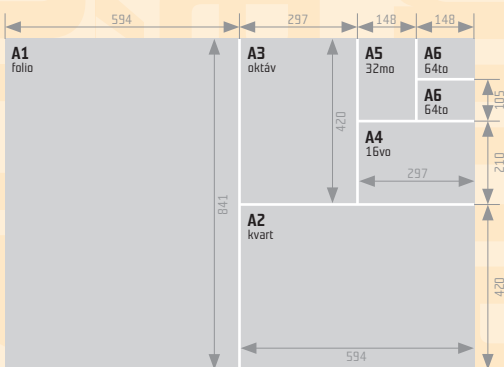 594
297
148
148
A1
folio
A3
oktáv
A5
32mo
A6
64to
A6
64to
105
420
A4
16vo
210
297
841
A2
kvart
420
594